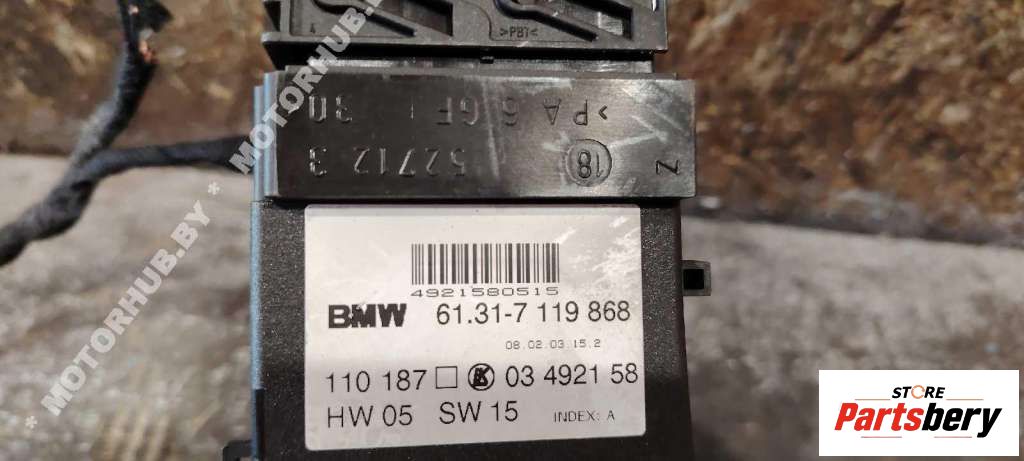 >PBT<
>PA 6 GF 30
52712 3 18 Z
4921580515
BMW 61.31-7 119 868
08.02.03 15.2
110 187 □ K 03 4921 58
HW 05 SW 15 INDEX: A
* MOTORHUB.BY * MOTORHUB.BY
STORE
Partsbery